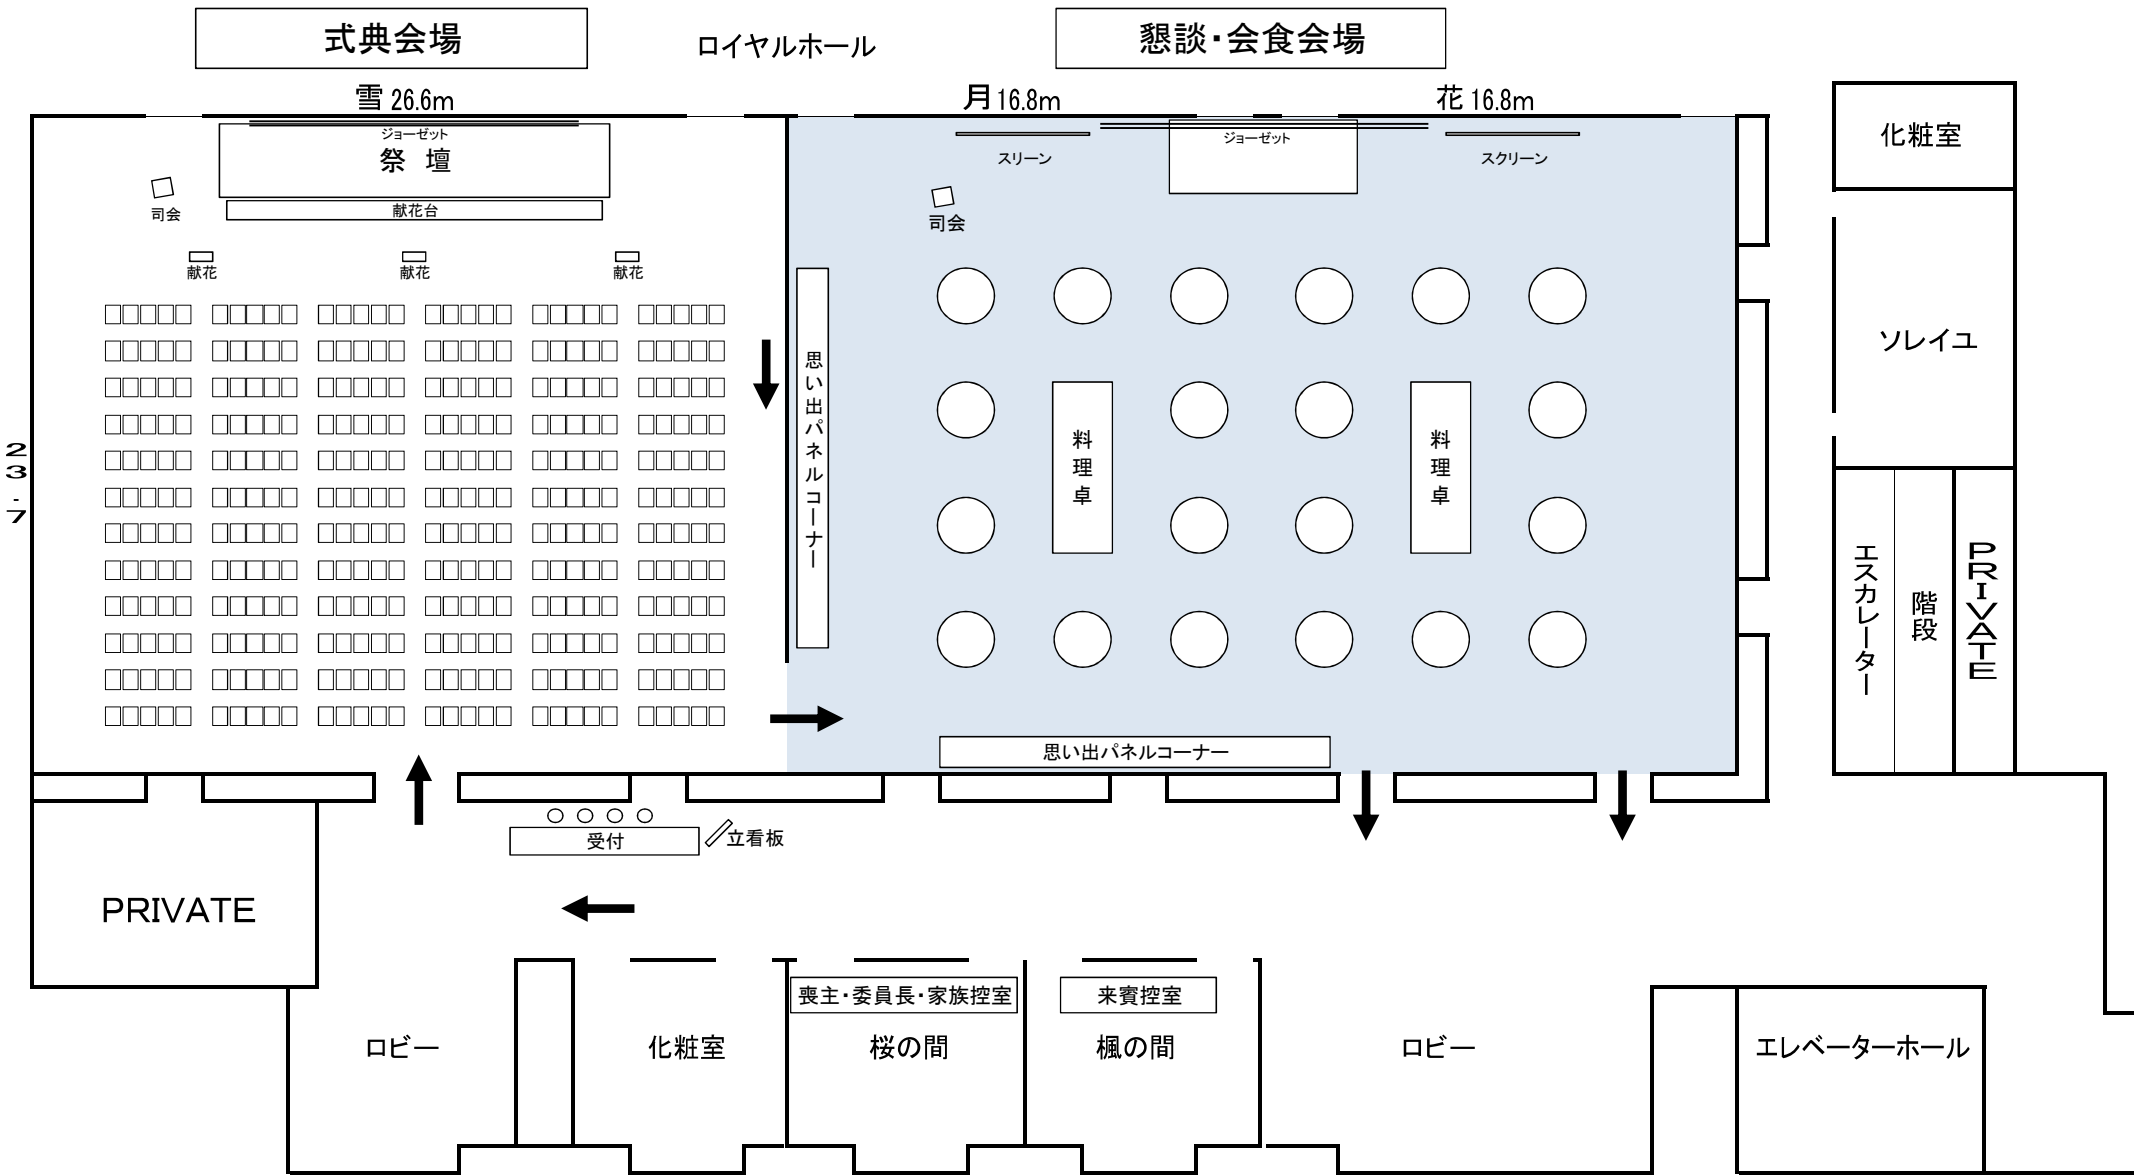 式典会場
ロイヤルホール
懇談・会食会場
雪 26.6m
月 16.8m
花 16.8m
ジョーゼット
祭 壇
献花台
司会
献花
献花
献花
23.7
スリーン
ジョーゼット
スクリーン
司会
思い出パネルコーナー
料理卓
料理卓
思い出パネルコーナー
化粧室
ソレイユ
エスカレーター
階段
PRIVATE
受付
立看板
PRIVATE
喪主・委員長・家族控室
来賓控室
ロビー
化粧室
桜の間
楓の間
ロビー
エレベーターホール